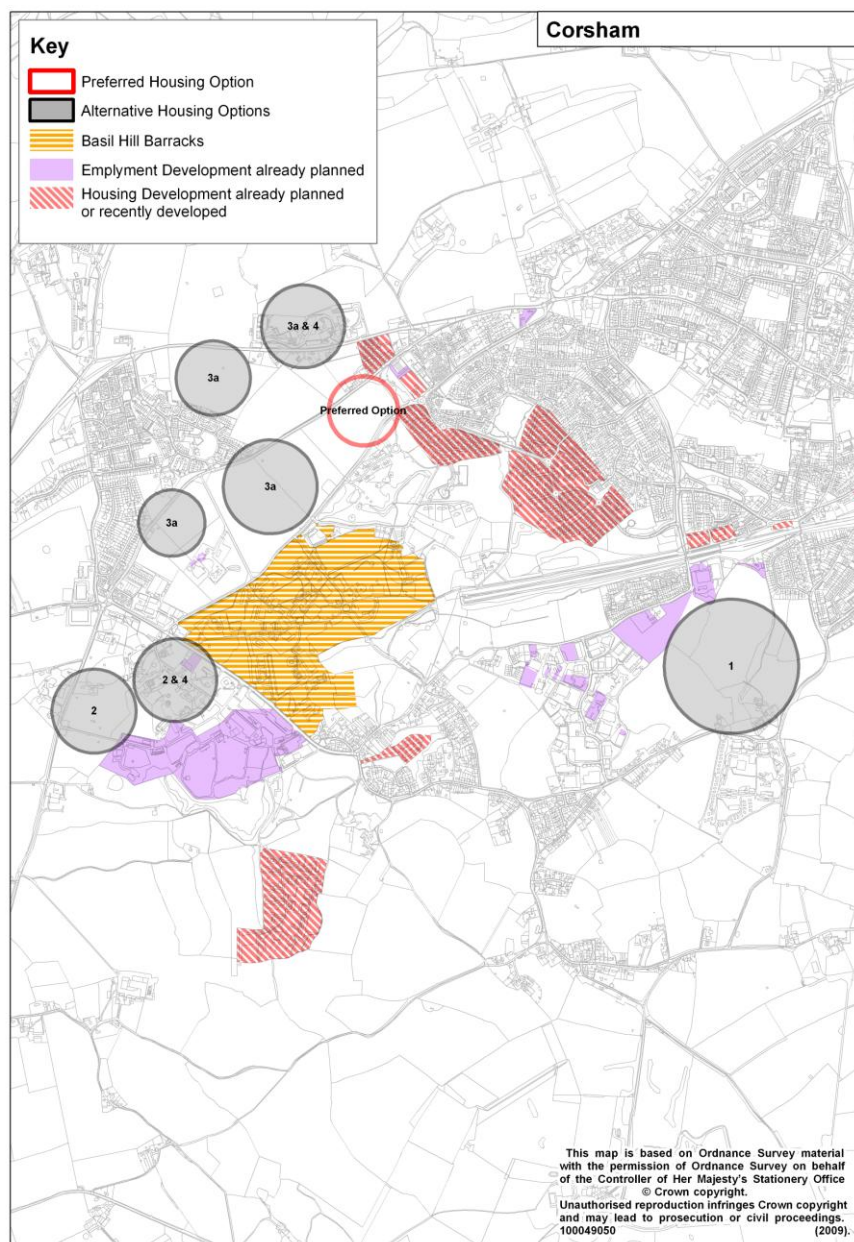 Corsham
Key
Preferred Housing Option
Alternative Housing Options
Basil Hill Barracks
Emplyment Development already planned
Housing Development already planned
or recently developed
3a & 4
3a
Preferred Option
3a
3a
2 & 4
1
2
This map is based on Ordnance Survey material
with the permission of Ordnance Survey on behalf
of the Controller of Her Majesty's Stationery Office
© Crown copyright.
Unauthorised reproduction infringes Crown copyright
and may lead to prosecution or civil proceedings.
100049050 (2009).